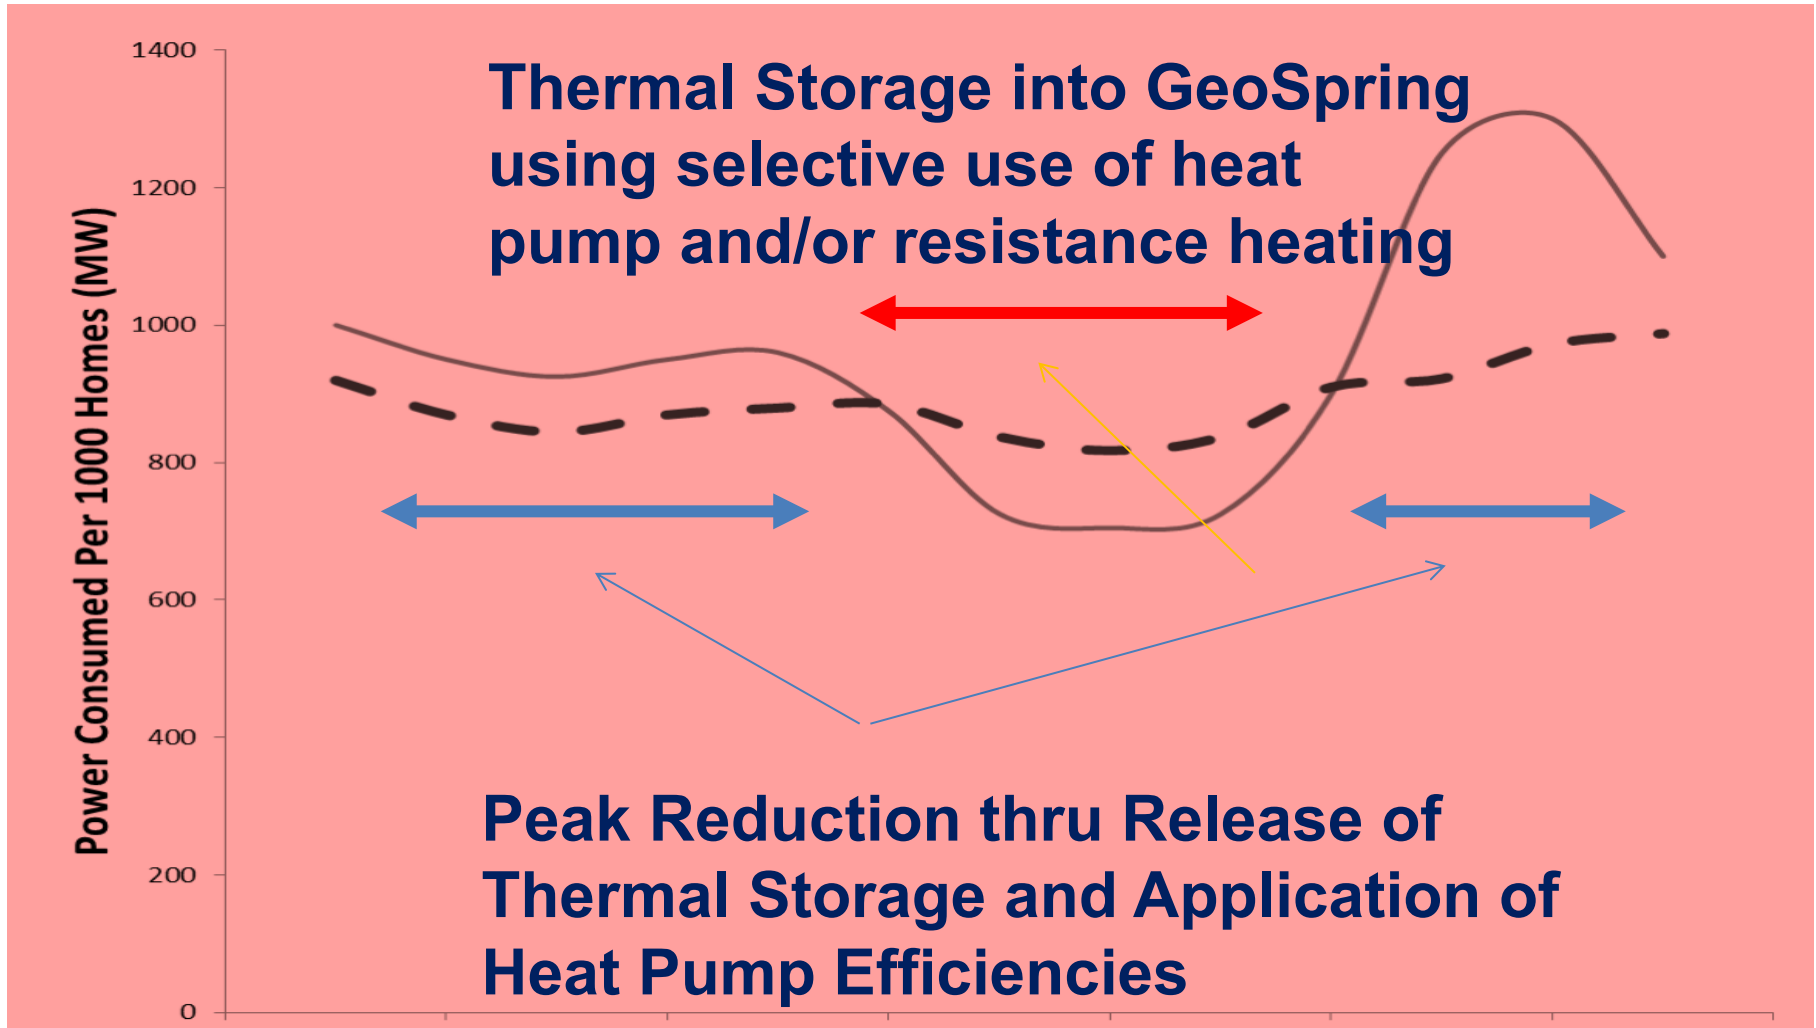 Thermal Storage into GeoSpring
using selective use of heat
pump and/or resistance heating
Power Consumed Per 1000 Homes (MW)
1400
1200
1000
800
600
400
200
0
Peak Reduction thru Release of
Thermal Storage and Application of
Heat Pump Efficiencies